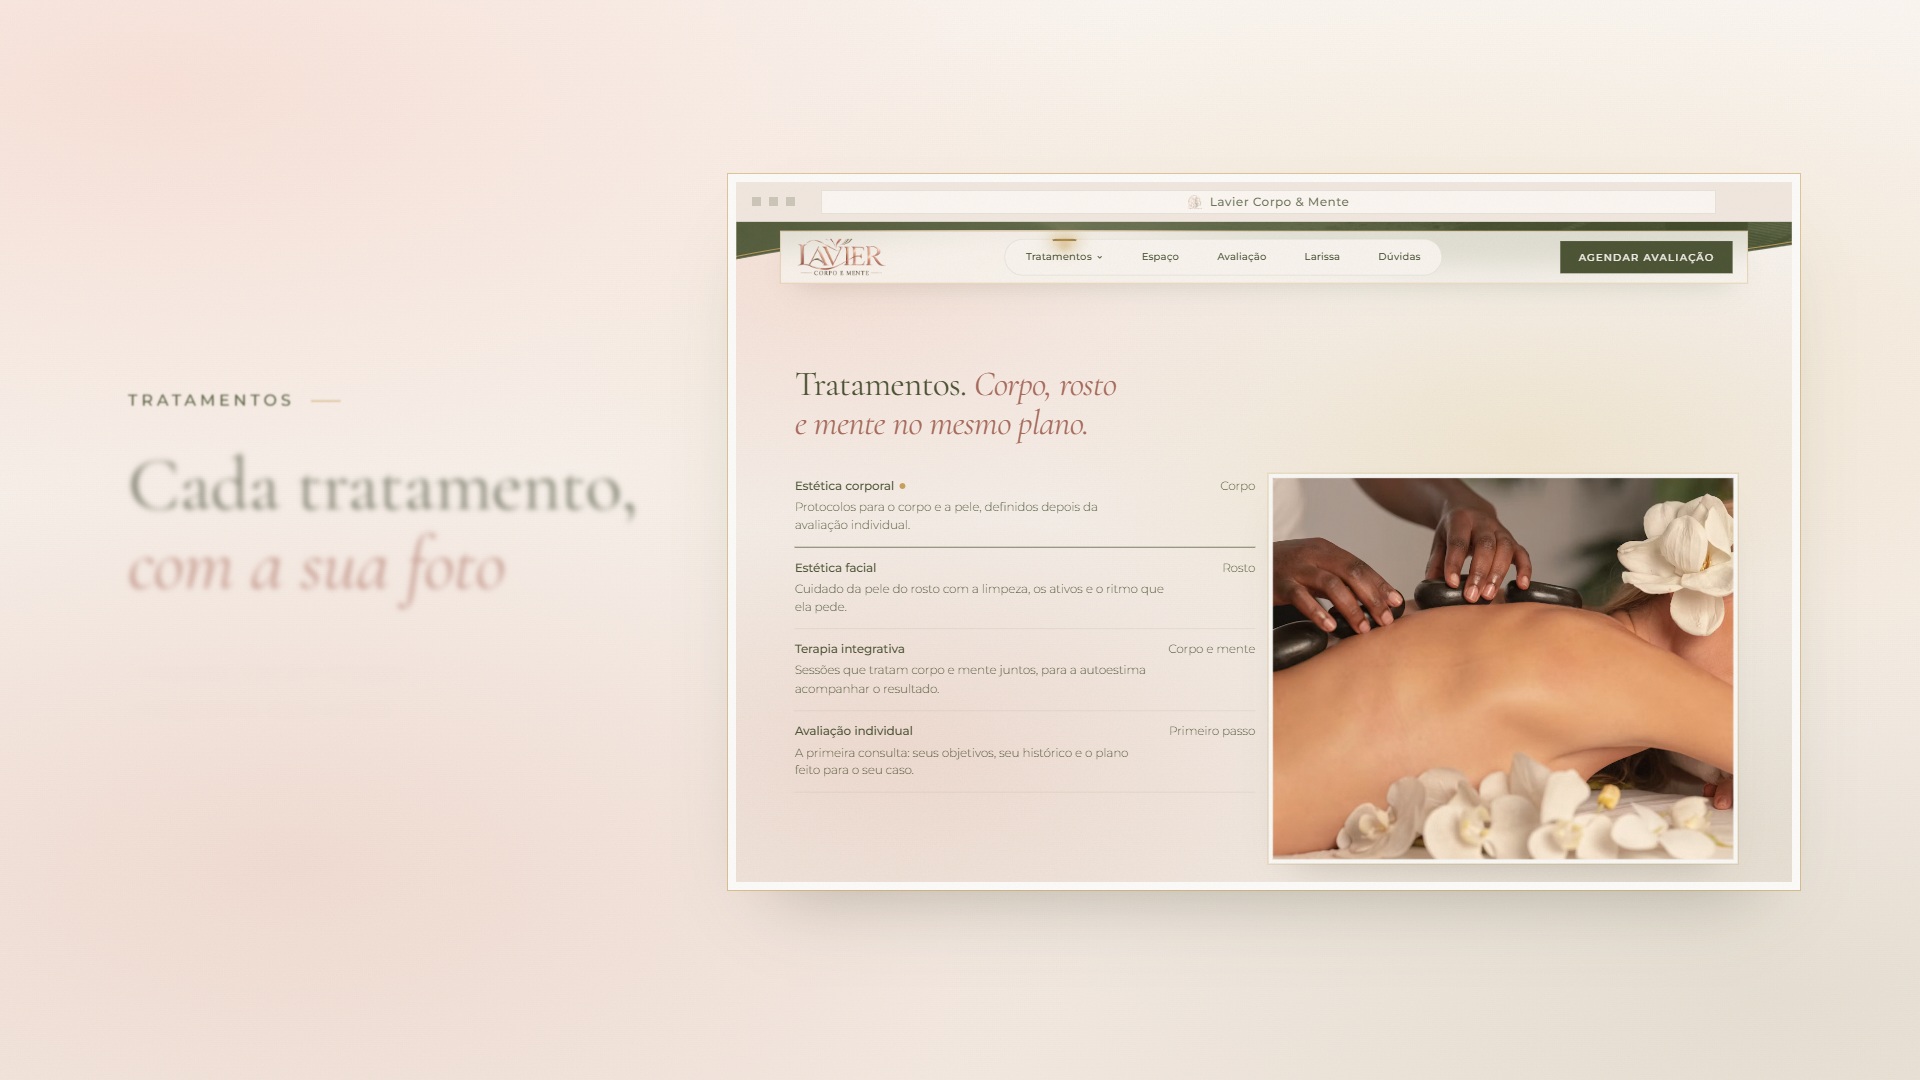 TRATAMENTOS
Cada tratamento,
com a sua foto
Lavier Corpo & Mente
LAVIER
CORPO E MENTE
Tratamentos
Espaço
Avaliação
Larissa
Dúvidas
AGENDAR AVALIAÇÃO
Tratamentos. Corpo, rosto
e mente no mesmo plano.
Estética corporal
Corpo
Protocolos para o corpo e a pele, definidos depois da
avaliação individual.
Estética facial
Rosto
Cuidado da pele do rosto com a limpeza, os ativos e o ritmo que
ela pede.
Terapia integrativa
Corpo e mente
Sessões que tratam corpo e mente juntos, para a autoestima
acompanhar o resultado.
Avaliação individual
Primeiro passo
A primeira consulta: seus objetivos, seu histórico e o plano
feito para o seu caso.